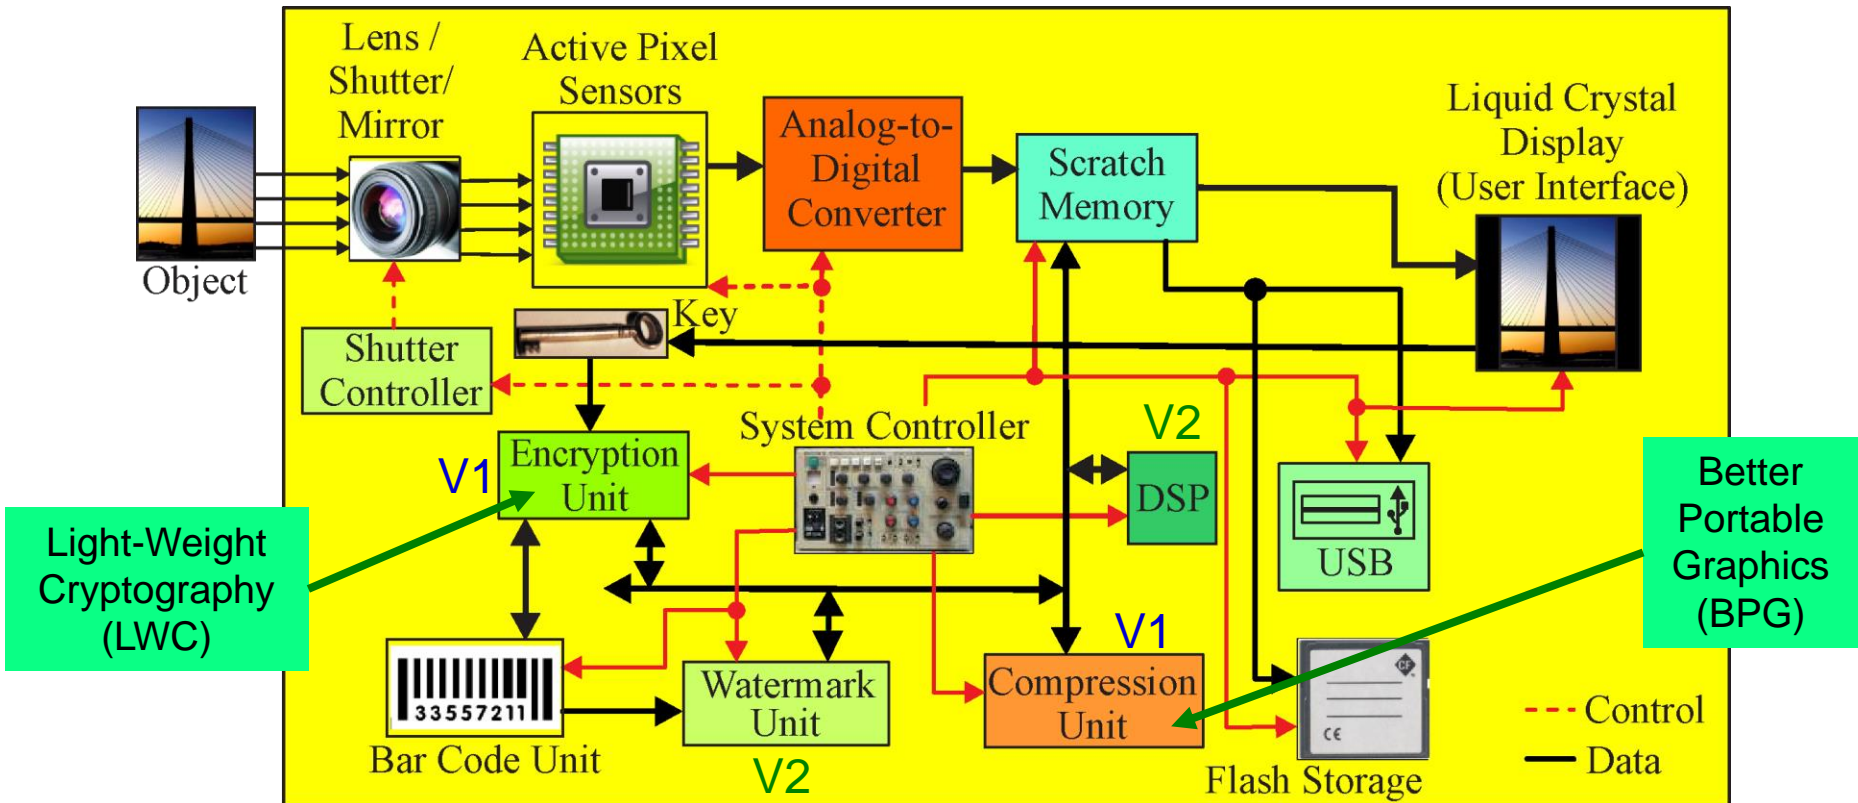 Lens /
Shutter/
Mirror
Active Pixel
Sensors
Analog-to-
Digital
Converter
Scratch
Memory
Liquid Crystal
Display
(User Interface)
Object
Key
Shutter
Controller
System Controller
V2
V1
Encryption
Unit
DSP
USB
Better
Portable
Graphics
(BPG)
Light-Weight
Cryptography
(LWC)
V1
33557211
Bar Code Unit
Watermark
Unit
V2
Compression
Unit
CF
CE
Flash Storage
Control
Data